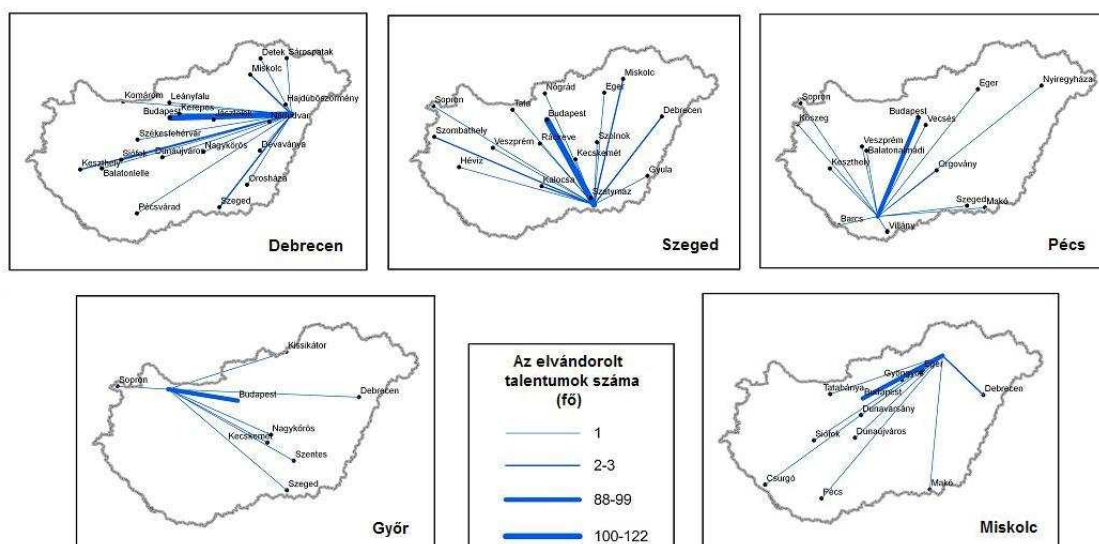 Detek
Sárospatak
Miskolc
Komárom
Leányfalu
Hajdúböszörmény
Kerepes
Budapest
Nádudvar
Székesfehérvár
Siófok
Dunaújváros
Nagykőrös
Dévaványa
Keszthely
Balatonlelle
Orosháza
Pécsvárad
Szeged
Debrecen
Nógrád
Eger
Miskolc
Sopron
Tata
Budapest
Debrecen
Szombathely
Veszprém
Ráckeve
Szolnok
Kecskemét
Hévíz
Kalocsa
Szatymaz
Gyula
Szeged
Eger
Nyíregyháza
Sopron
Kőszeg
Budapest
Vecsés
Veszprém
Balatonalmádi
Keszthely
Orgovány
Barcs
Villány
Szeged
Makó
Pécs
Kissikátor
Sopron
Budapest
Debrecen
Nagykőrös
Kecskemét
Szentes
Szeged
Győr
Az elvándorolt
talentumok száma
(fő)
1
2-3
88-99
100-122
Eger
Gyöngyös
Tatabánya
Budapest
Debrecen
Dunavarsány
Siófok
Dunaújváros
Csurgó
Pécs
Makó
Miskolc